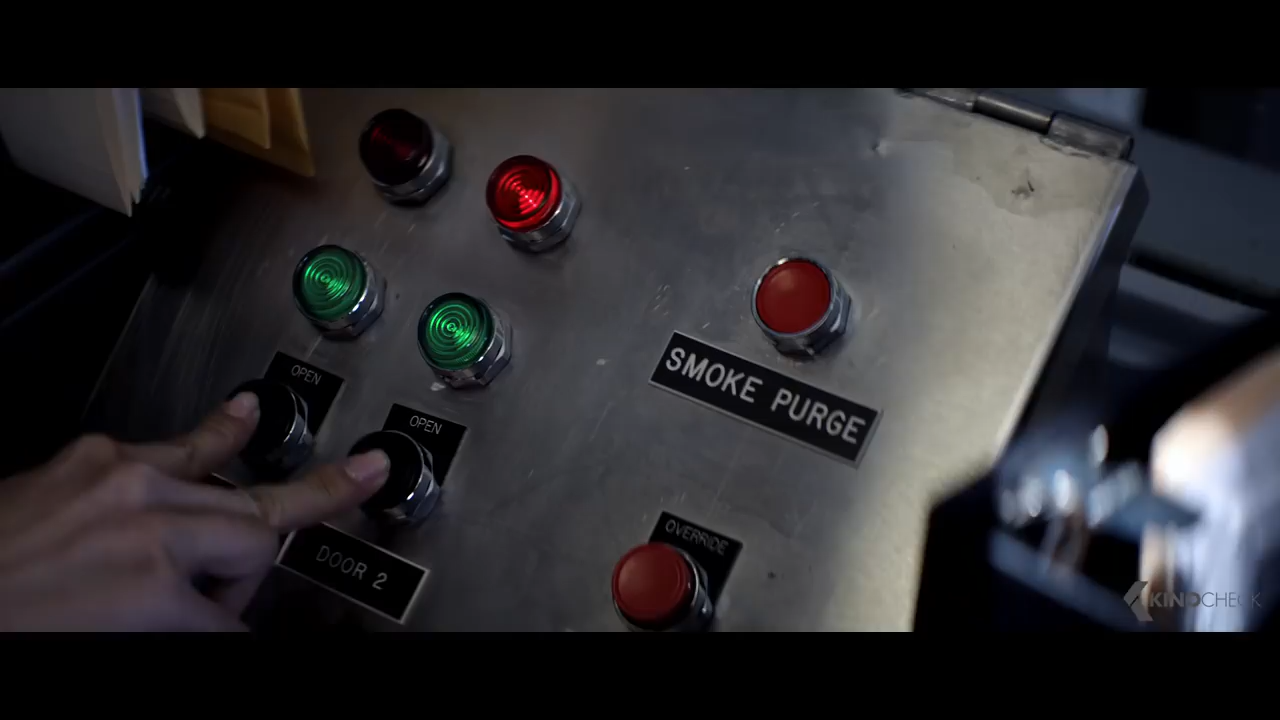 OPEN
OPEN
SMOKE PURGE
OVERRIDE
DOOR 2
KINOCHECK